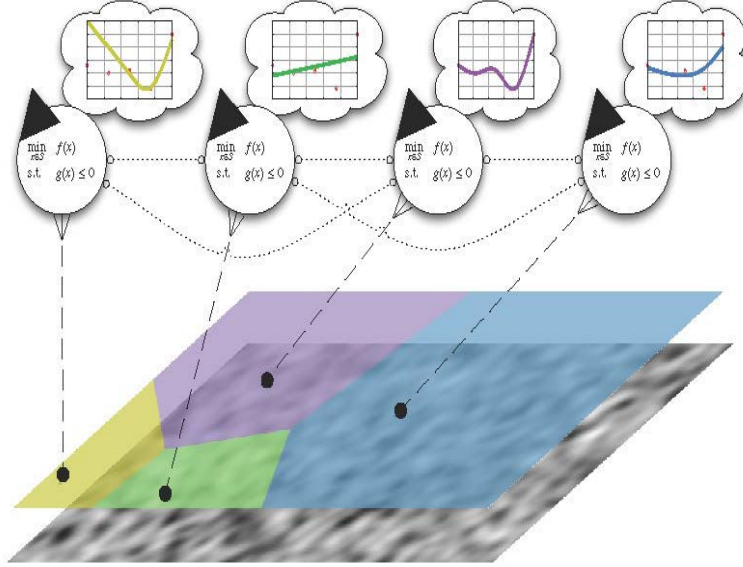 min f(x)
x∈S
s.t. g(x) ≤ 0
min f(x)
x∈S
s.t. g(x) ≤ 0
min f(x)
x∈S
s.t. g(x) ≤ 0
min f(x)
x∈S
s.t. g(x) ≤ 0